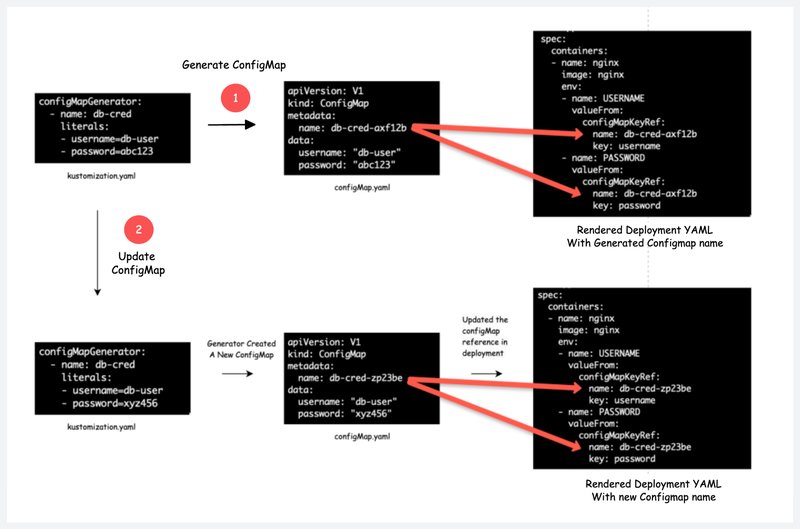 Generate ConfigMap
1
configMapGenerator:
- name: db-cred
literals:
- username=db-user
- password=abc123
kustomization.yaml
apiVersion: V1
kind: ConfigMap
metadata:
name: db-cred-axf12b
data:
username: "db-user"
password: "abc123"
configMap.yaml
spec:
containers:
- name: nginx
image: nginx
env:
- name: USERNAME
valueFrom:
configMapKeyRef:
name: db-cred-axf12b
key: username
- name: PASSWORD
valueFrom:
configMapKeyRef:
name: db-cred-axf12b
key: password
Rendered Deployment YAML
With Generated Configmap name
2
Update
ConfigMap
configMapGenerator:
- name: db-cred
literals:
- username=db-user
- password=xyz456
kustomization.yaml
Generator Created
A New ConfigMap
apiVersion: V1
kind: ConfigMap
metadata:
name: db-cred-zp23be
data:
username: "db-user"
password: "xyz456"
configMap.yaml
Updated the
configMap
reference in
deployment
spec:
containers:
- name: nginx
image: nginx
env:
- name: USERNAME
valueFrom:
configMapKeyRef:
name: db-cred-zp23be
key: username
- name: PASSWORD
valueFrom:
configMapKeyRef:
name: db-cred-zp23be
key: password
Rendered Deployment YAML
With new Configmap name